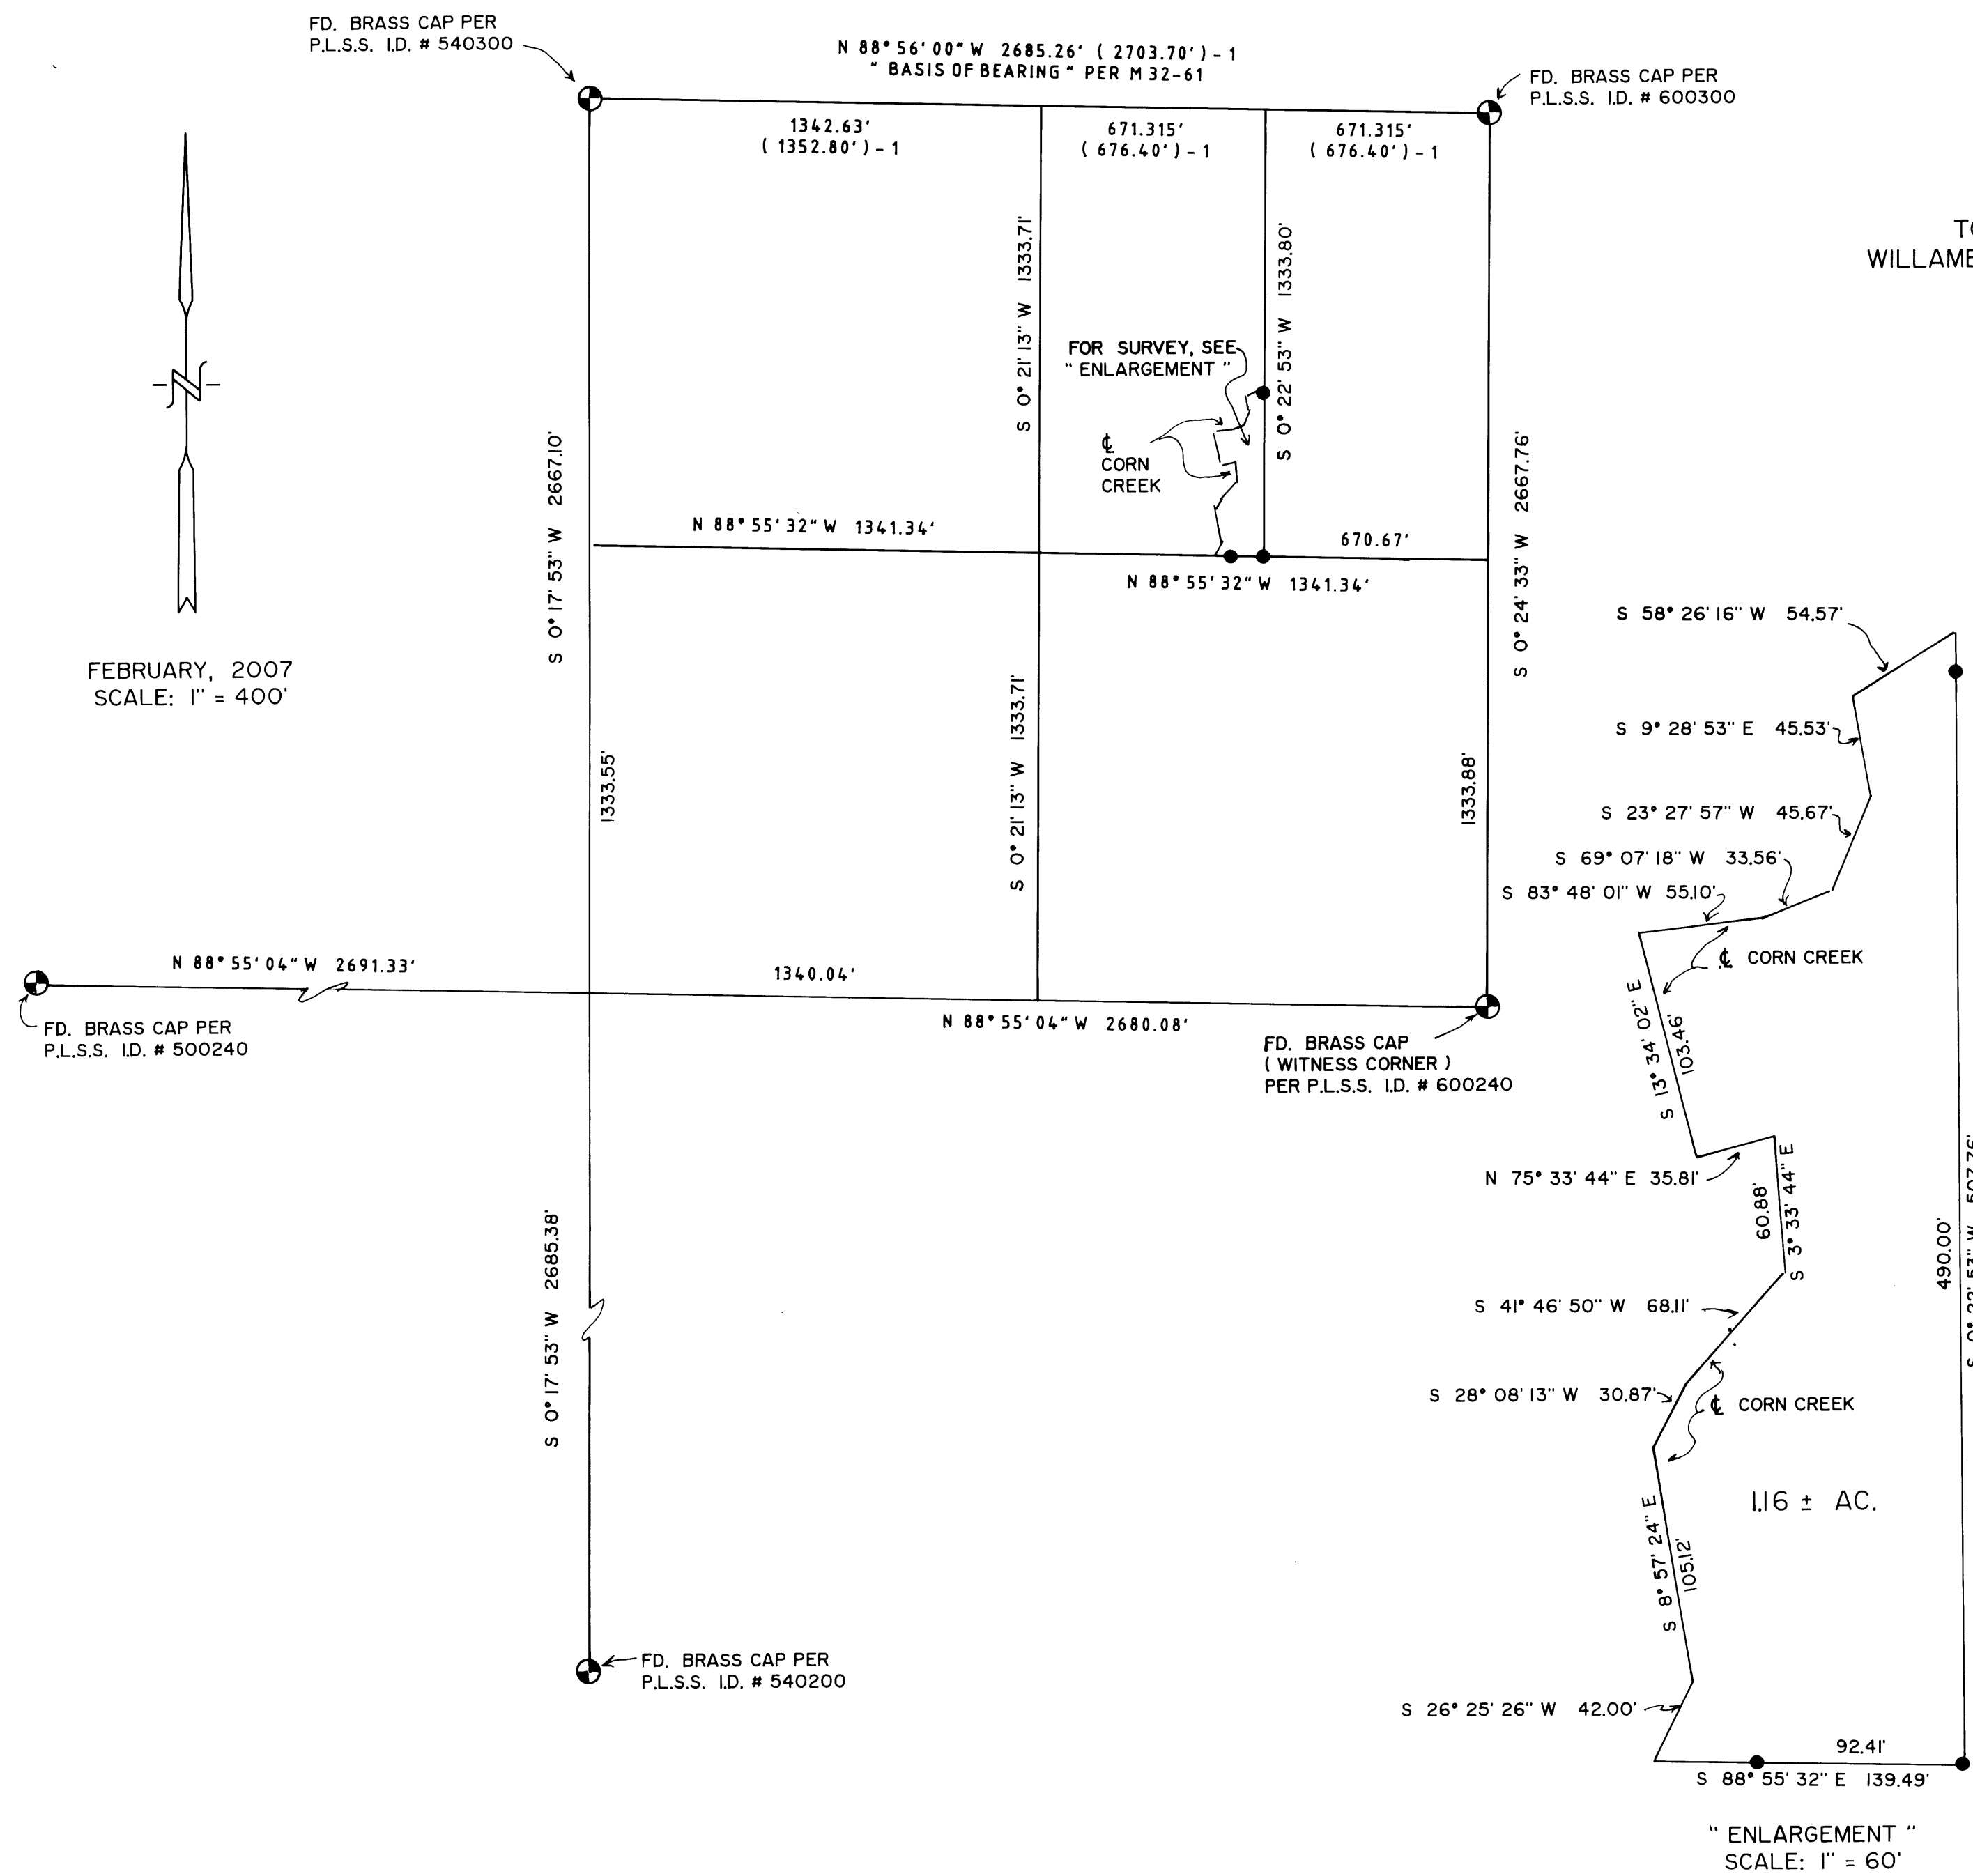 FD. BRASS CAP PER
P.L.S.S. I.D. # 540300
N 88° 56' 00" W 2685.26' ( 2703.70' ) - 1
" BASIS OF BEARING " PER M 32-61
FD. BRASS CAP PER
P.L.S.S. I.D. # 600300
1342.63'
( 1352.80' ) - 1
671.315'
( 676.40' ) - 1
671.315'
( 676.40' ) - 1
WILLAME
S 0° 21' 13" W 1333.71'
S 0° 22' 53" W 1333.80'
FOR SURVEY, SEE
" ENLARGEMENT "
℄
CORN
CREEK
S 0° 17' 53" W 2667.10'
S 0° 24' 33" W 2667.76'
N 88° 55' 32" W 1341.34'
670.67'
N 88° 55' 32" W 1341.34'
N
FEBRUARY, 2007
SCALE: 1" = 400'
1333.55'
S 0° 21' 13" W 1333.71'
1333.88'
N 88° 55' 04" W 2691.33'
1340.04'
N 88° 55' 04" W 2680.08'
FD. BRASS CAP PER
P.L.S.S. I.D. # 500240
FD. BRASS CAP
( WITNESS CORNER )
PER P.L.S.S. I.D. # 600240
S 0° 17' 53" W 2685.38'
FD. BRASS CAP PER
P.L.S.S. I.D. # 540200
S 58° 26' 16" W 54.57'
S 9° 28' 53" E 45.53'
S 23° 27' 57" W 45.67'
S 69° 07' 18" W 33.56'
S 83° 48' 01" W 55.10'
℄ CORN CREEK
S 13° 34' 02" E
103.46'
N 75° 33' 44" E 35.81'
60.88'
S 3° 33' 44" E
490.00'
S 41° 46' 50" W 68.11'
S 28° 08' 13" W 30.87'
℄ CORN CREEK
1.16 ± AC.
S 8° 57' 24" E
105.12'
S 26° 25' 26" W 42.00'
92.41'
S 88° 55' 32" E 139.49'
" ENLARGEMENT "
SCALE: 1" = 60'